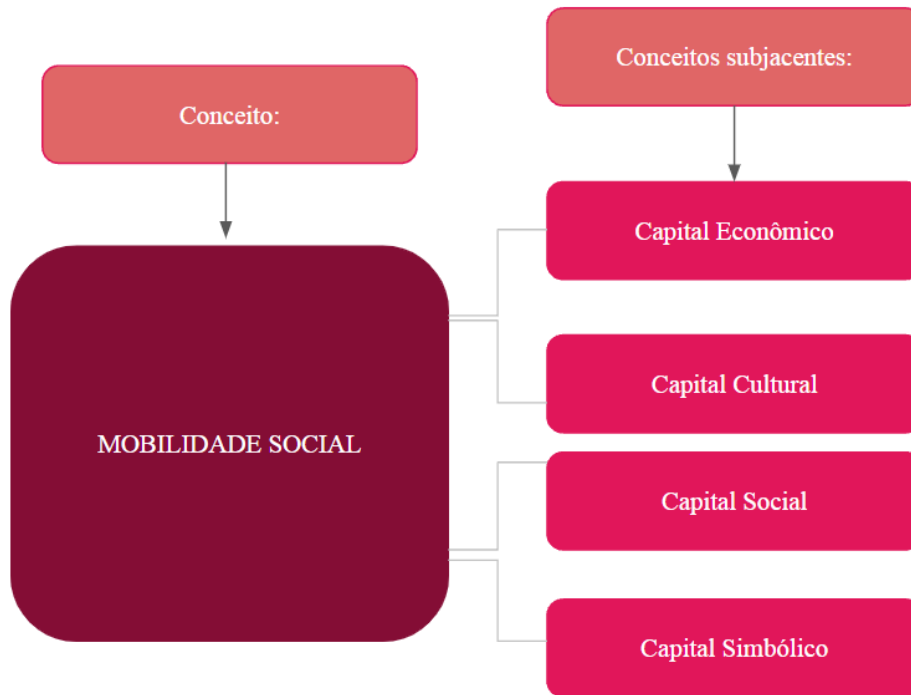 Conceito:
MOBILIDADE SOCIAL
Conceitos subjacentes:
Capital Econômico
Capital Cultural
Capital Social
Capital Simbólico